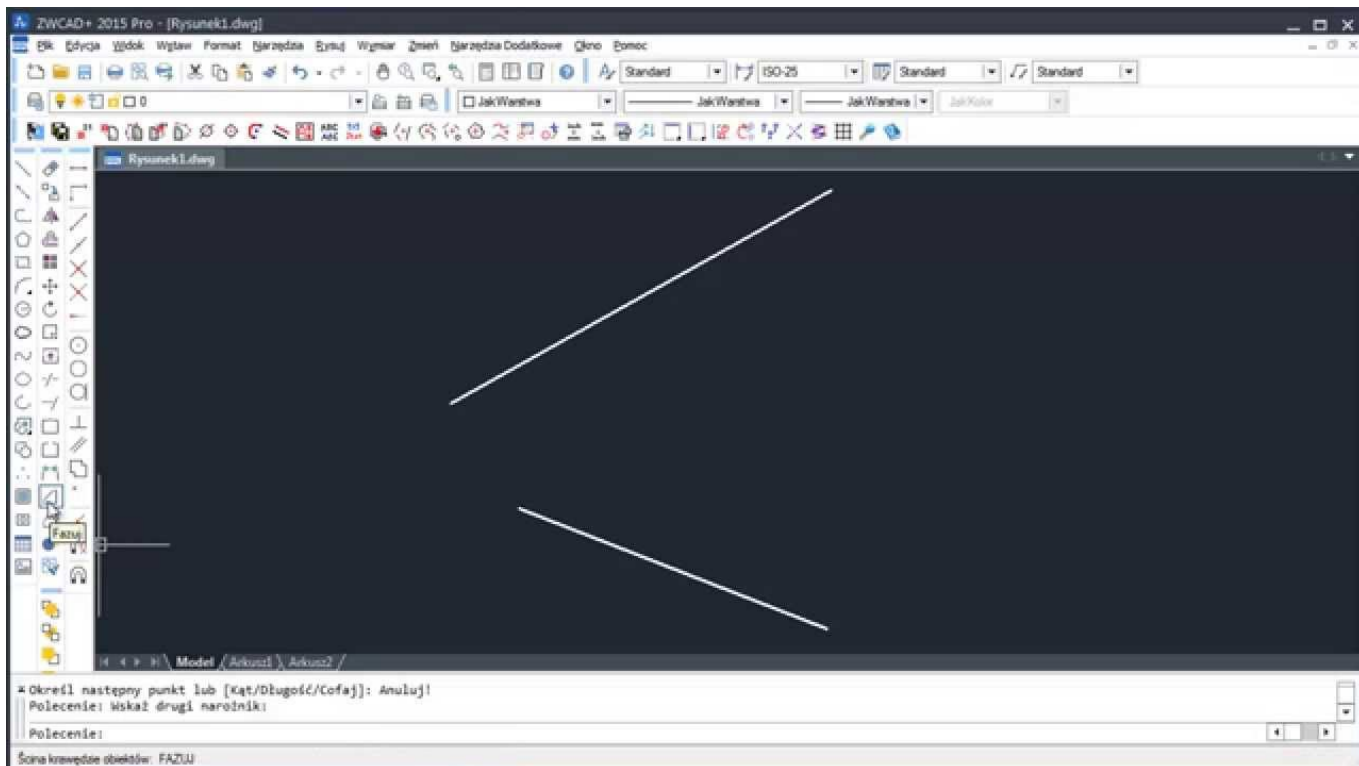 ZWCAD+ 2015 Pro - [Rysunek1.dwg]
Plik Edycja Widok Wstaw Format Narzędzia Rysuj Wymiar Zmień Narzędzia Dodatkowe Okno Pomoc
Standard ISO-25 Standard Standard
0 JakWarstwa JakWarstwa JakWarstwa JakKolor
Rysunek1.dwg
Fazuj
Model Arkusz1 Arkusz2
Określ następny punkt lub [Kąt/Długość/Cofaj]: Anuluj!
Polecenie: Wskaż drugi narożnik:
Polecenie:
Ścina krawędzie obiektów: FAZUJ